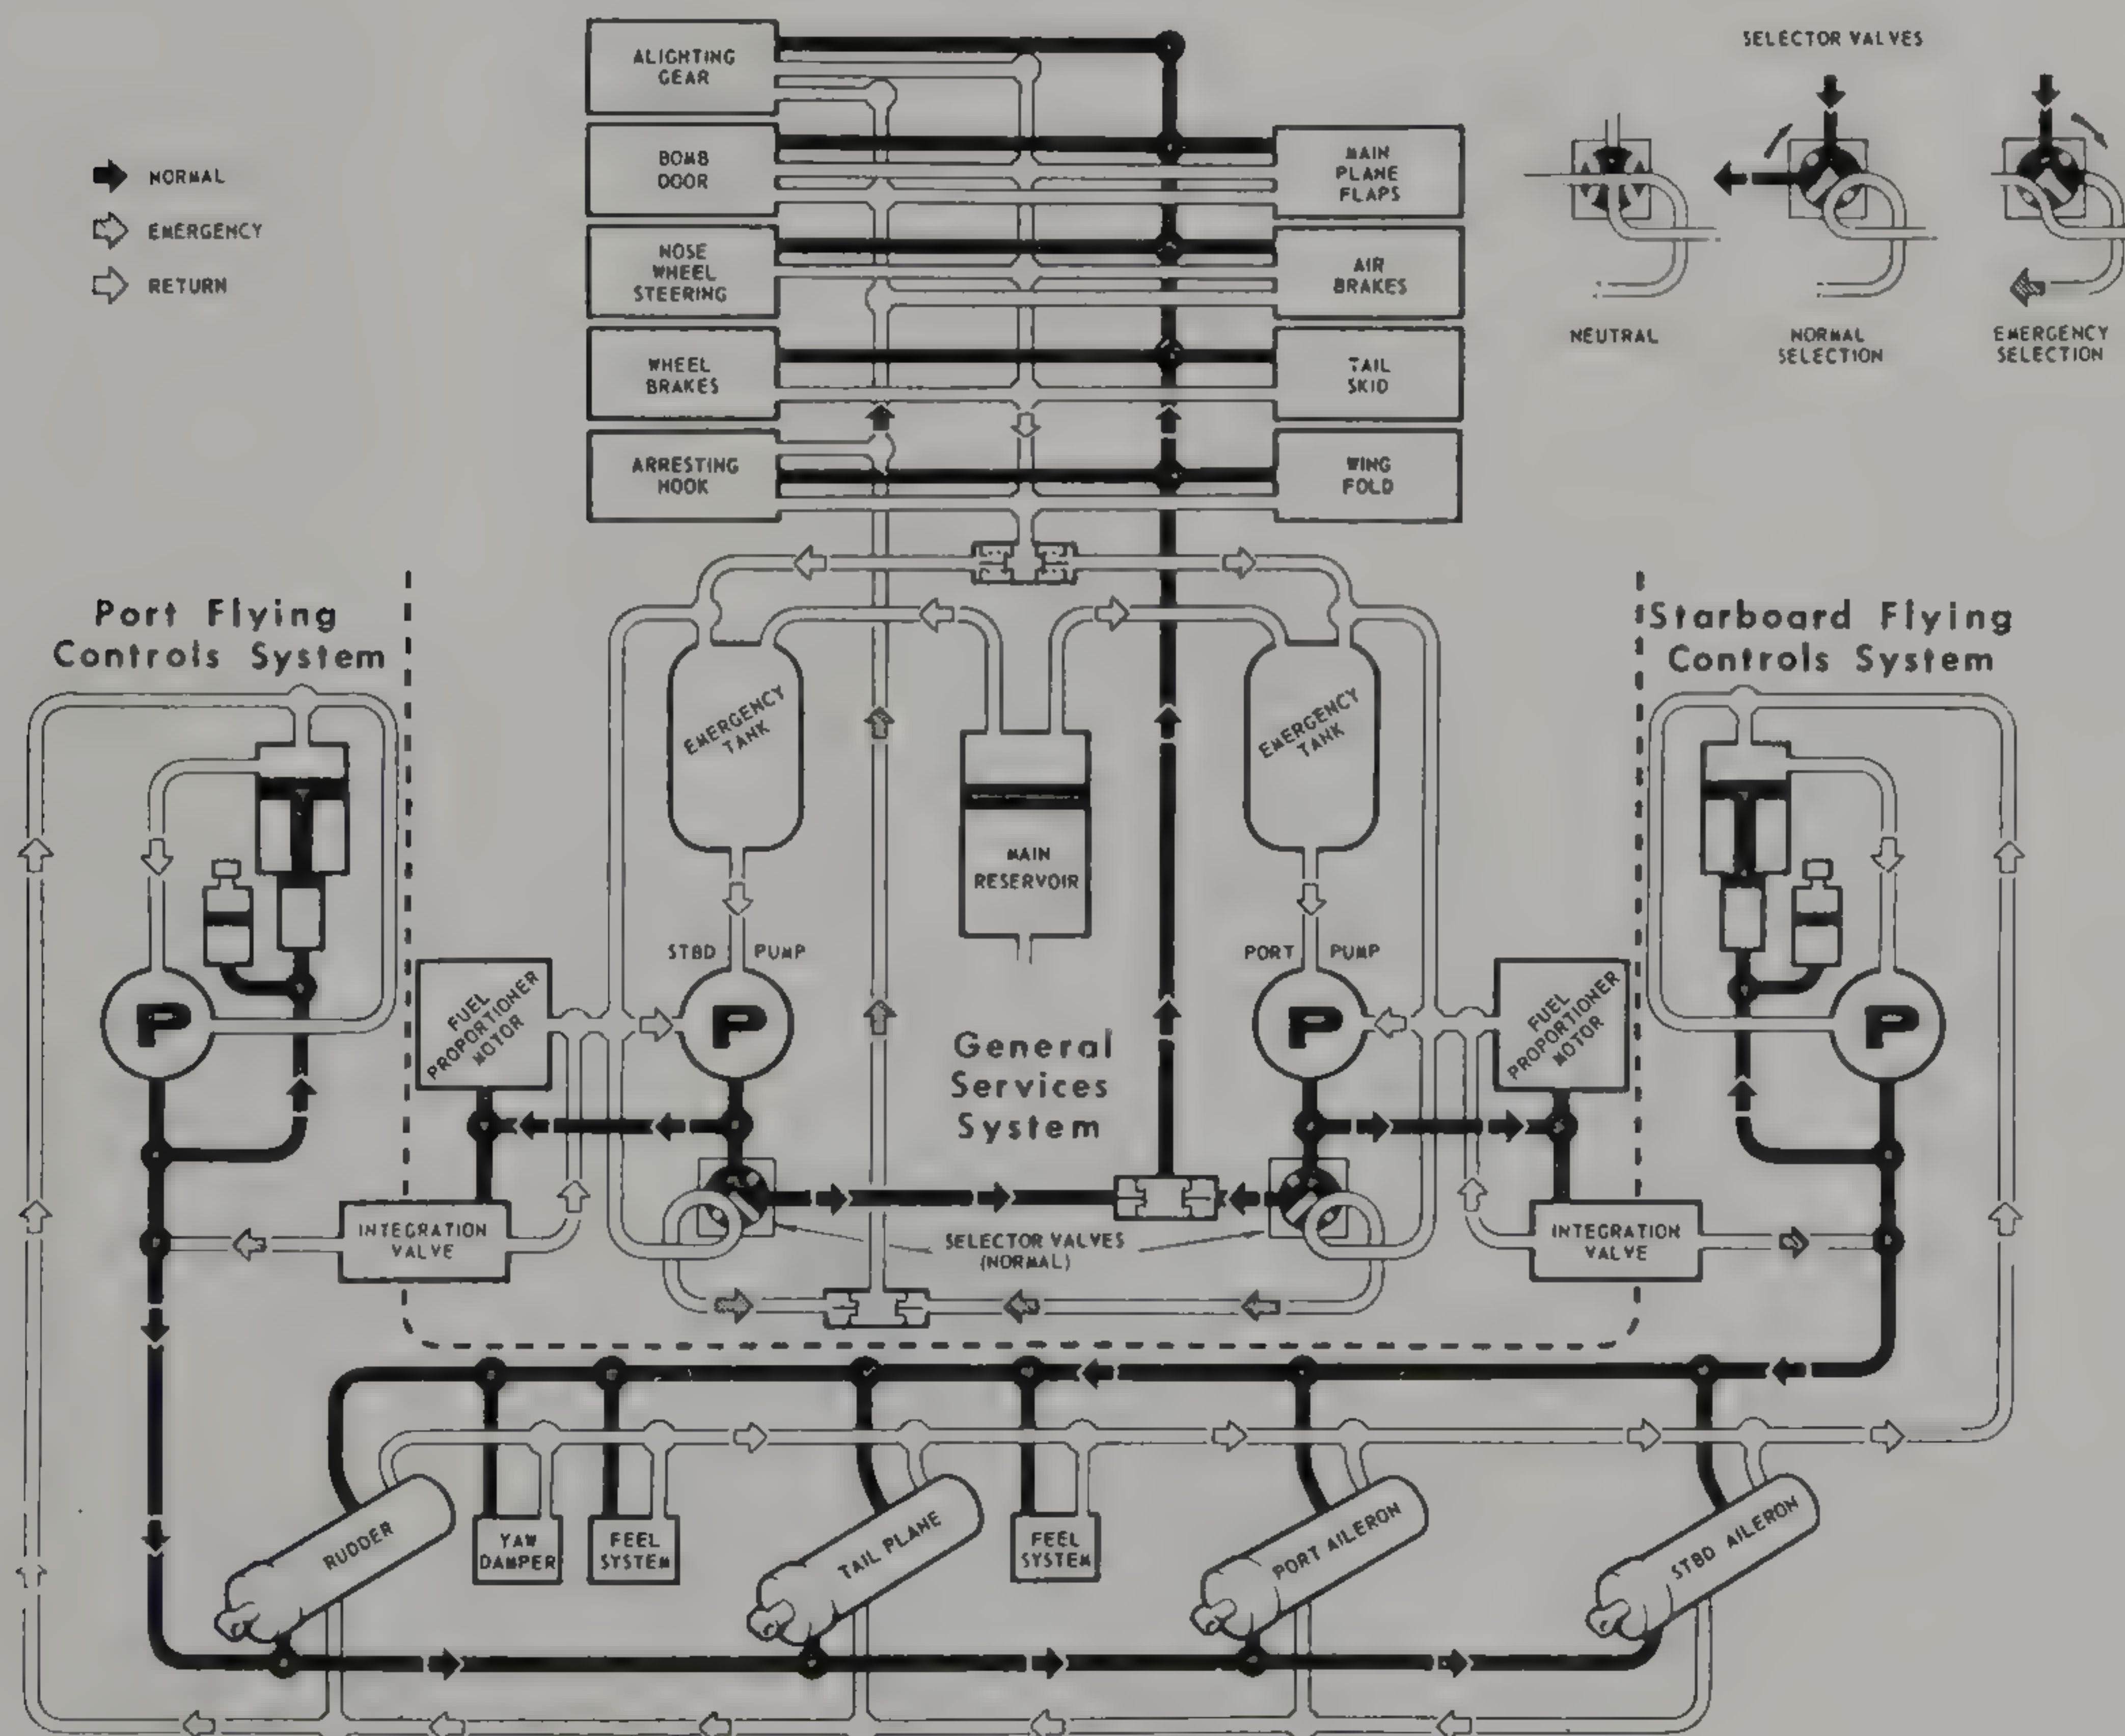 SELECTOR VALVES
ALIGHTING
GEAR
BOMB
DOOR
NOSE
WHEEL
STEERING
WHEEL
BRAKES
ARRESTING
HOOK
MAIN
PLANE
FLAPS
AIR
BRAKES
TAIL
SKID
WING
FOLD
NORMAL
EMERGENCY
RETURN
NEUTRAL
NORMAL
SELECTION
EMERGENCY
SELECTION
Port Flying
Controls System
Starboard Flying
Controls System
EMERGENCY
TANK
MAIN
RESERVOIR
EMERGENCY
TANK
STBD PUMP
PORT PUMP
P
FUEL
PROPORTIONER
MOTOR
P
General
Services
System
P
FUEL
PROPORTIONER
MOTOR
P
INTEGRATION
VALVE
SELECTOR VALVES
(NORMAL)
INTEGRATION
VALVE
RUDDER
YAW
DAMPER
FEEL
SYSTEM
TAIL PLANE
FEEL
SYSTEM
PORT AILERON
STBD AILERON